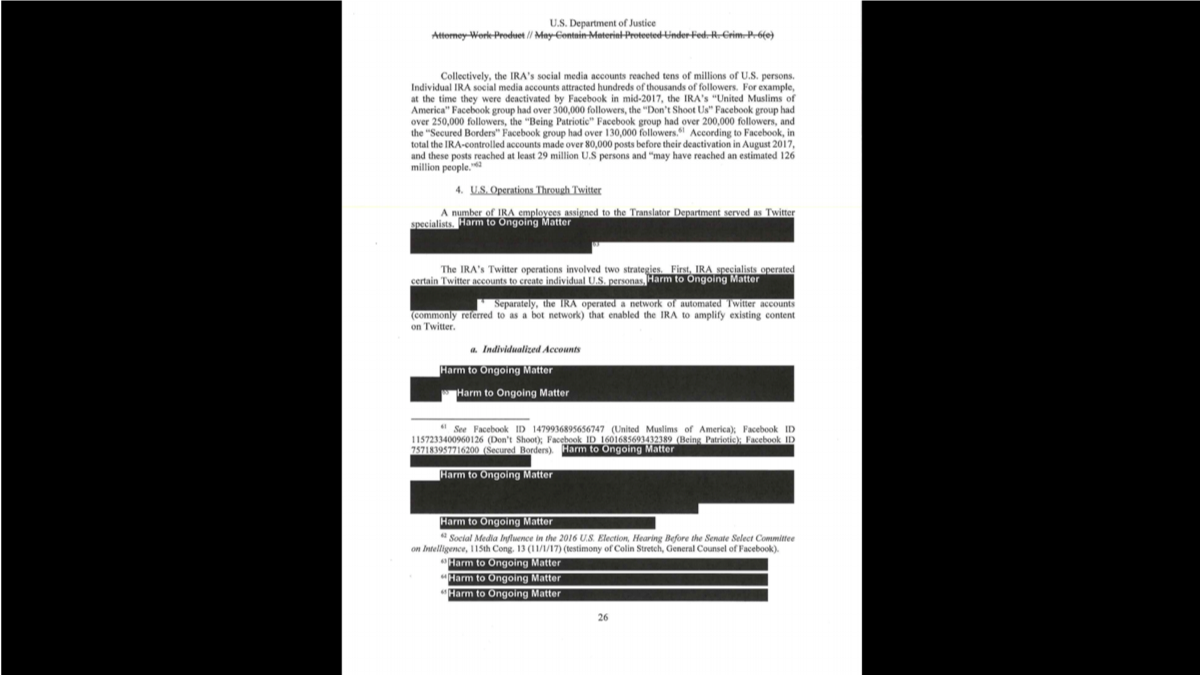 U.S. Department of Justice
Attorney Work Product // May Contain Material Protected Under Fed. R. Crim. P. 6(e)
Collectively, the IRA's social media accounts reached tens of millions of U.S. persons.
Individual IRA social media accounts attracted hundreds of thousands of followers. For example,
at the time they were deactivated by Facebook in mid-2017, the IRA's "United Muslims of
America" Facebook group had over 300,000 followers, the "Don't Shoot Us" Facebook group had
over 250,000 followers, the "Being Patriotic" Facebook group had over 200,000 followers, and
the "Secured Borders" Facebook group had over 130,000 followers.61 According to Facebook, in
total the IRA-controlled accounts made over 80,000 posts before their deactivation in August 2017,
and these posts reached at least 29 million U.S persons and "may have reached an estimated 126
million people."62
4. U.S. Operations Through Twitter
A number of IRA employees assigned to the Translator Department served as Twitter
specialists. Harm to Ongoing Matter
63
The IRA's Twitter operations involved two strategies. First, IRA specialists operated
certain Twitter accounts to create individual U.S. personas, Harm to Ongoing Matter
Separately, the IRA operated a network of automated Twitter accounts
(commonly referred to as a bot network) that enabled the IRA to amplify existing content
on Twitter.
a. Individualized Accounts
Harm to Ongoing Matter
65 Harm to Ongoing Matter
61 See Facebook ID 1479936895656747 (United Muslims of America); Facebook ID
1157233400960126 (Don't Shoot); Facebook ID 1601685693432389 (Being Patriotic); Facebook ID
757183957716200 (Secured Borders). Harm to Ongoing Matter
Harm to Ongoing Matter
Harm to Ongoing Matter
62 Social Media Influence in the 2016 U.S. Election, Hearing Before the Senate Select Committee
on Intelligence, 115th Cong. 13 (11/1/17) (testimony of Colin Stretch, General Counsel of Facebook).
63 Harm to Ongoing Matter
64 Harm to Ongoing Matter
65 Harm to Ongoing Matter
26